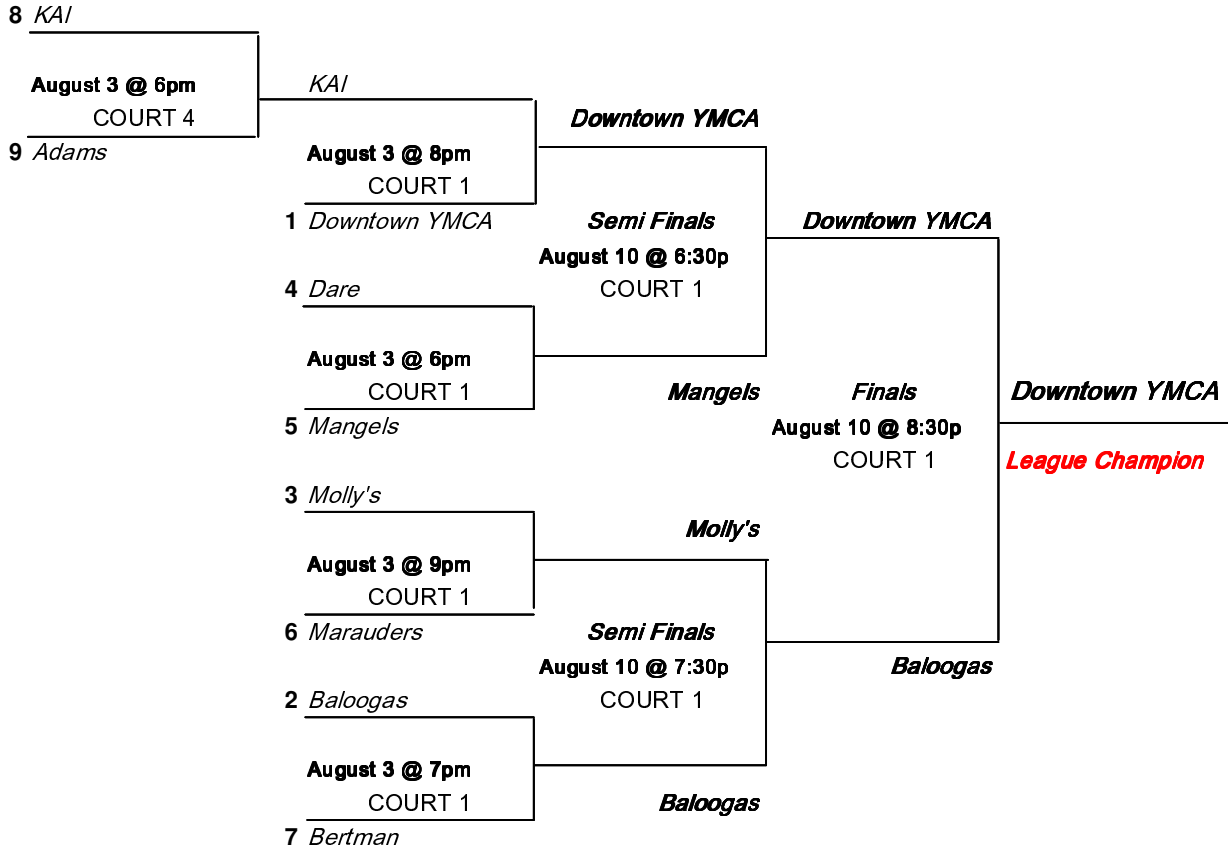 8 KAI
August 3 @ 6pm
COURT 4
9 Adams
KAI
August 3 @ 8pm
COURT 1
1 Downtown YMCA
4 Dare
August 3 @ 6pm
COURT 1
5 Mangels
3 Molly's
August 3 @ 9pm
COURT 1
6 Marauders
2 Baloogas
August 3 @ 7pm
COURT 1
7 Bertman
Downtown YMCA
Semi Finals
August 10 @ 6:30p
COURT 1
Mangels
Molly's
Semi Finals
August 10 @ 7:30p
COURT 1
Baloogas
Downtown YMCA
Finals
August 10 @ 8:30p
COURT 1
Baloogas
Downtown YMCA
League Champion